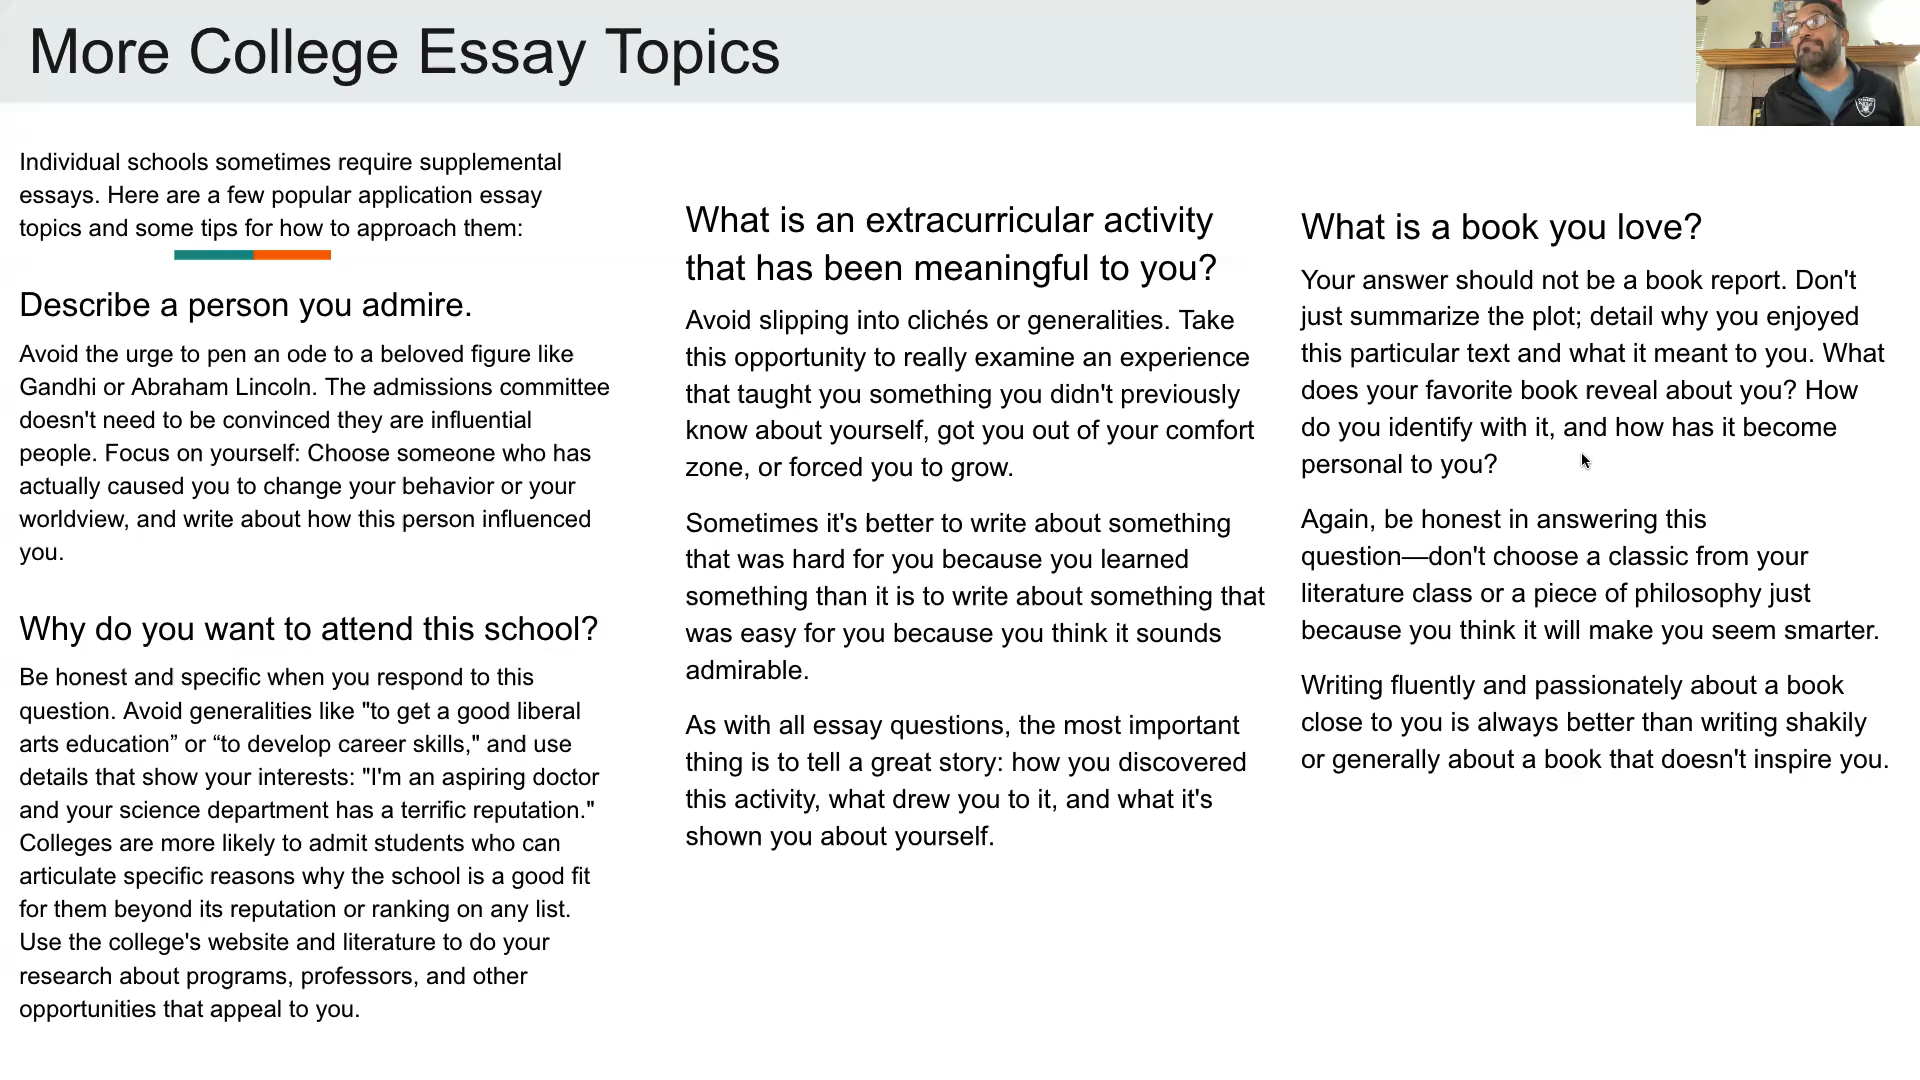 More College Essay Topics
Individual schools sometimes require supplemental
essays. Here are a few popular application essay
topics and some tips for how to approach them:
Describe a person you admire.
Avoid the urge to pen an ode to a beloved figure like
Gandhi or Abraham Lincoln. The admissions committee
doesn't need to be convinced they are influential
people. Focus on yourself: Choose someone who has
actually caused you to change your behavior or your
worldview, and write about how this person influenced
you.
Why do you want to attend this school?
Be honest and specific when you respond to this
question. Avoid generalities like "to get a good liberal
arts education” or “to develop career skills," and use
details that show your interests: "I'm an aspiring doctor
and your science department has a terrific reputation."
Colleges are more likely to admit students who can
articulate specific reasons why the school is a good fit
for them beyond its reputation or ranking on any list.
Use the college's website and literature to do your
research about programs, professors, and other
opportunities that appeal to you.
What is an extracurricular activity
that has been meaningful to you?
Avoid slipping into clichés or generalities. Take
this opportunity to really examine an experience
that taught you something you didn't previously
know about yourself, got you out of your comfort
zone, or forced you to grow.
Sometimes it's better to write about something
that was hard for you because you learned
something than it is to write about something that
was easy for you because you think it sounds
admirable.
As with all essay questions, the most important
thing is to tell a great story: how you discovered
this activity, what drew you to it, and what it's
shown you about yourself.
What is a book you love?
Your answer should not be a book report. Don't
just summarize the plot; detail why you enjoyed
this particular text and what it meant to you. What
does your favorite book reveal about you? How
do you identify with it, and how has it become
personal to you?
Again, be honest in answering this
question—don't choose a classic from your
literature class or a piece of philosophy just
because you think it will make you seem smarter.
Writing fluently and passionately about a book
close to you is always better than writing shakily
or generally about a book that doesn't inspire you.